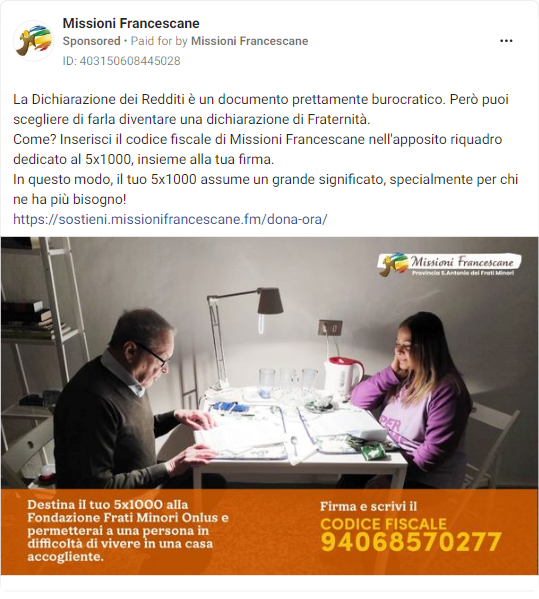 Missioni Francescane
Sponsored • Paid for by Missioni Francescane
ID: 403150608445028
La Dichiarazione dei Redditi è un documento prettamente burocratico. Però puoi
scegliere di farla diventare una dichiarazione di Fraternità.
Come? Inserisci il codice fiscale di Missioni Francescane nell'apposito riquadro
dedicato al 5x1000, insieme alla tua firma.
In questo modo, il tuo 5x1000 assume un grande significato, specialmente per chi
ne ha più bisogno!
https://sostieni.missionifrancescane.fm/dona-ora/
Missioni Francescane
Provincia S.Antonio dei Frati Minori
Destina il tuo 5x1000 alla
Fondazione Frati Minori Onlus e
permetterai a una persona in
difficoltà di vivere in una casa
accogliente.
Firma e scrivi il
CODICE FISCALE
94068570277